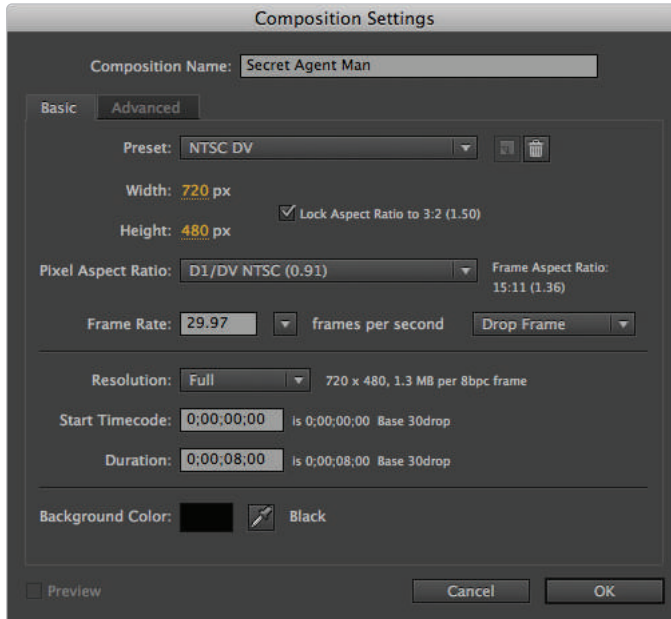 Composition Settings
Composition Name: Secret Agent Man
Basic Advanced
Preset: NTSC DV
Width: 720 px
Lock Aspect Ratio to 3:2 (1.50)
Height: 480 px
Pixel Aspect Ratio: D1/DV NTSC (0.91) Frame Aspect Ratio:
15:11 (1.36)
Frame Rate: 29.97 frames per second Drop Frame
Resolution: Full 720 x 480, 1.3 MB per 8bpc frame
Start Timecode: 0;00;00;00 is 0;00;00;00 Base 30drop
Duration: 0;00;08;00 is 0;00;08;00 Base 30drop
Background Color: Black
Preview Cancel OK